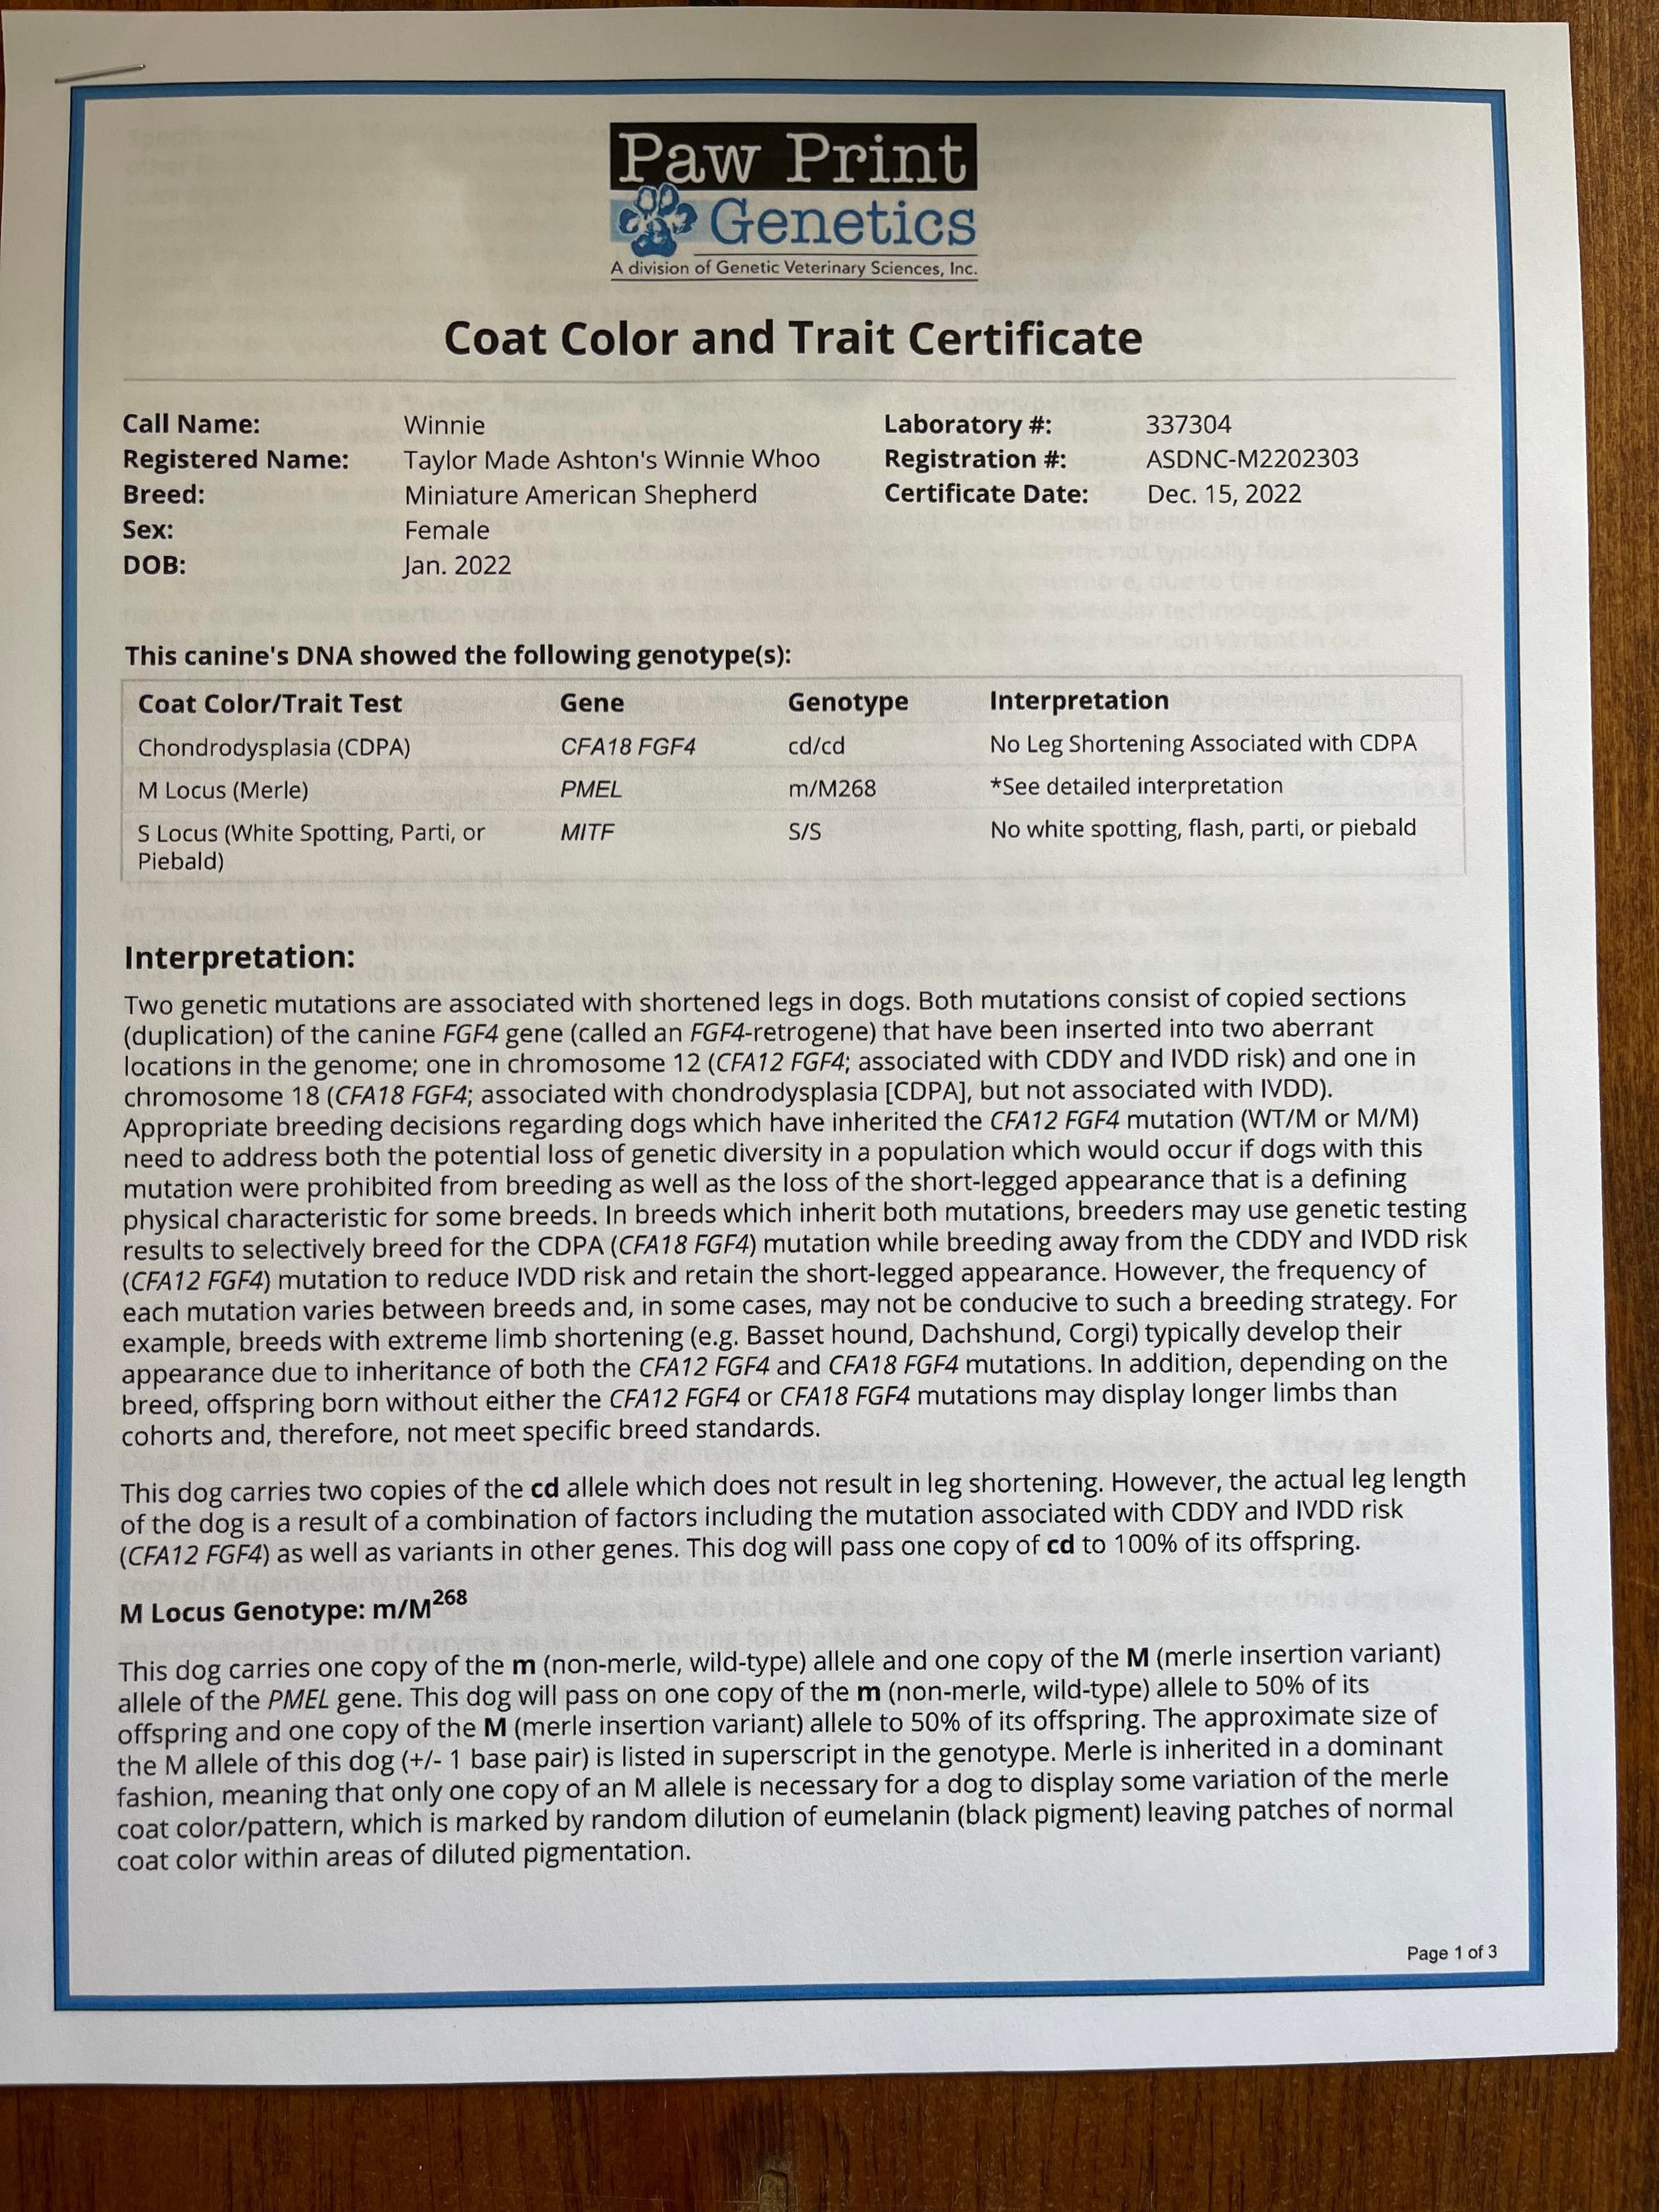 Paw Print
Genetics
A division of Genetic Veterinary Sciences, Inc.
Coat Color and Trait Certificate
Call Name: Winnie Laboratory #: 337304
Registered Name: Taylor Made Ashton's Winnie Whoo Registration #: ASDNC-M2202303
Breed: Miniature American Shepherd Certificate Date: Dec. 15, 2022
Sex: Female
DOB: Jan. 2022
This canine's DNA showed the following genotype(s):
Coat Color/Trait Test Gene Genotype Interpretation
Chondrodysplasia (CDPA) CFA18 FGF4 cd/cd No Leg Shortening Associated with CDPA
M Locus (Merle) PMEL m/M268 *See detailed interpretation
S Locus (White Spotting, Parti, or MITF S/S No white spotting, flash, parti, or piebald
Piebald)
Interpretation:
Two genetic mutations are associated with shortened legs in dogs. Both mutations consist of copied sections
(duplication) of the canine FGF4 gene (called an FGF4-retrogene) that have been inserted into two aberrant
locations in the genome; one in chromosome 12 (CFA12 FGF4; associated with CDDY and IVDD risk) and one in
chromosome 18 (CFA18 FGF4; associated with chondrodysplasia [CDPA], but not associated with IVDD).
Appropriate breeding decisions regarding dogs which have inherited the CFA12 FGF4 mutation (WT/M or M/M)
need to address both the potential loss of genetic diversity in a population which would occur if dogs with this
mutation were prohibited from breeding as well as the loss of the short-legged appearance that is a defining
physical characteristic for some breeds. In breeds which inherit both mutations, breeders may use genetic testing
results to selectively breed for the CDPA (CFA18 FGF4) mutation while breeding away from the CDDY and IVDD risk
(CFA12 FGF4) mutation to reduce IVDD risk and retain the short-legged appearance. However, the frequency of
each mutation varies between breeds and, in some cases, may not be conducive to such a breeding strategy. For
example, breeds with extreme limb shortening (e.g. Basset hound, Dachshund, Corgi) typically develop their
appearance due to inheritance of both the CFA12 FGF4 and CFA18 FGF4 mutations. In addition, depending on the
breed, offspring born without either the CFA12 FGF4 or CFA18 FGF4 mutations may display longer limbs than
cohorts and, therefore, not meet specific breed standards.
This dog carries two copies of the cd allele which does not result in leg shortening. However, the actual leg length
of the dog is a result of a combination of factors including the mutation associated with CDDY and IVDD risk
(CFA12 FGF4) as well as variants in other genes. This dog will pass one copy of cd to 100% of its offspring.
M Locus Genotype: m/M²⁶⁸
This dog carries one copy of the m (non-merle, wild-type) allele and one copy of the M (merle insertion variant)
allele of the PMEL gene. This dog will pass on one copy of the m (non-merle, wild-type) allele to 50% of its
offspring and one copy of the M (merle insertion variant) allele to 50% of its offspring. The approximate size of
the M allele of this dog (+/- 1 base pair) is listed in superscript in the genotype. Merle is inherited in a dominant
fashion, meaning that only one copy of an M allele is necessary for a dog to display some variation of the merle
coat color/pattern, which is marked by random dilution of eumelanin (black pigment) leaving patches of normal
coat color within areas of diluted pigmentation.
Page 1 of 3